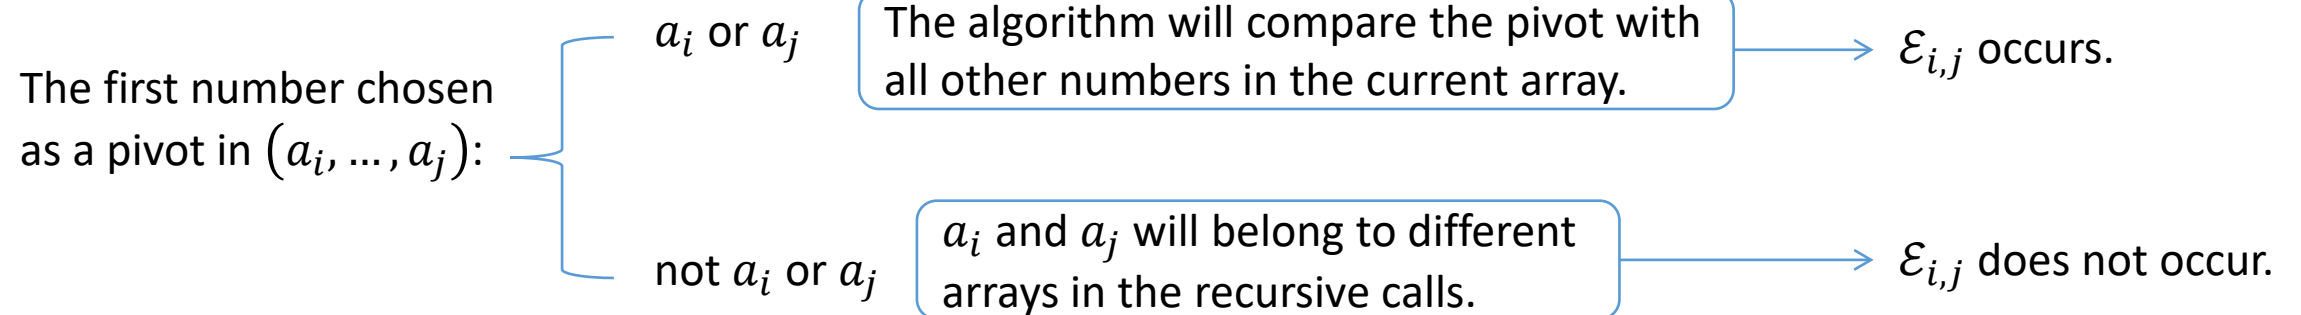 The first number chosen
as a pivot in (a_i, … , a_j):
a_i or a_j
The algorithm will compare the pivot with
all other numbers in the current array.
ℰ_{i,j} occurs.
not a_i or a_j
a_i and a_j will belong to different
arrays in the recursive calls.
ℰ_{i,j} does not occur.